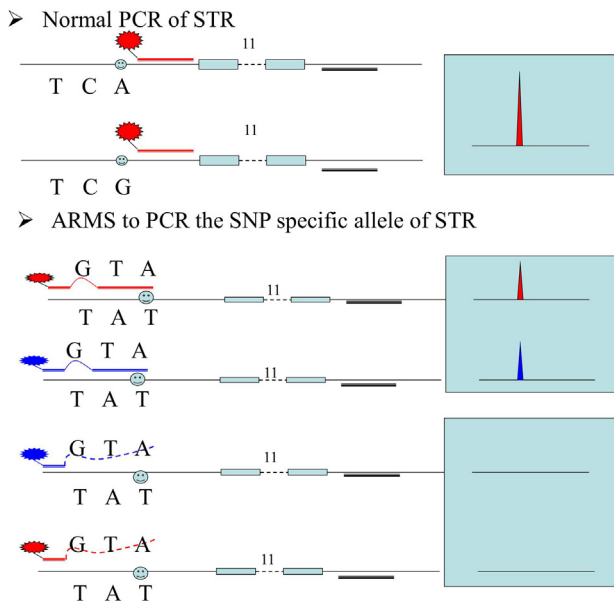 ➢ Normal PCR of STR
11
T C A
11
T C G
➢ ARMS to PCR the SNP specific allele of STR
G T A
11
T A T
G T A
11
T A T
G T A
11
T A T
G T A
11
T A T